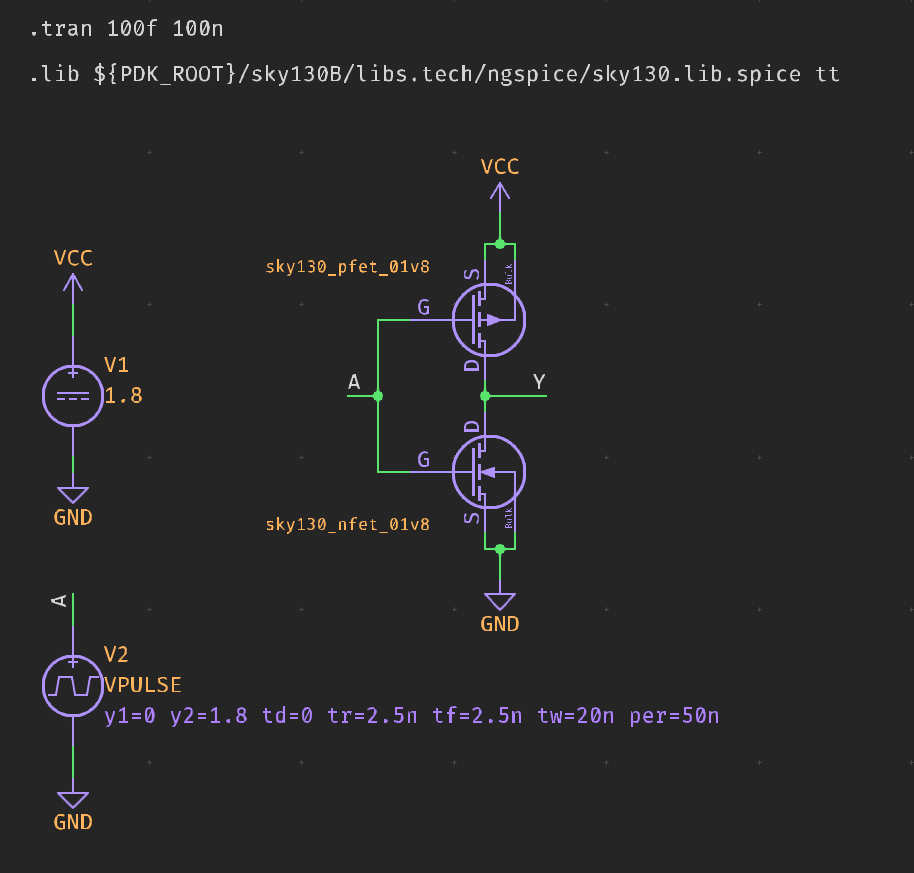 .tran 100f 100n
.lib ${PDK_ROOT}/sky130B/libs.tech/ngspice/sky130.lib.spice tt
VCC
VCC
sky130_pfet_01v8
S
Bulk
G
D
V1
1.8
A
Y
D
G
S
Bulk
sky130_nfet_01v8
GND
GND
A
V2
VPULSE
y1=0 y2=1.8 td=0 tr=2.5n tf=2.5n tw=20n per=50n
GND